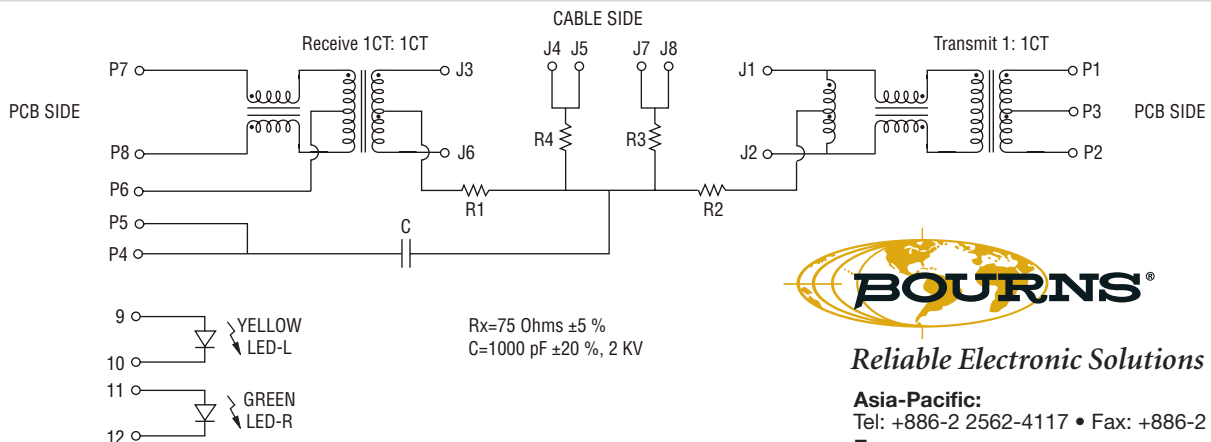 CABLE SIDE
Receive 1CT: 1CT
J4 J5
J7 J8
Transmit 1: 1CT
P7
J3
J1
P1
PCB SIDE
R4
R3
P3
PCB SIDE
P8
J6
J2
P2
P6
R1
R2
P5
C
P4
BOURNS®
9
YELLOW
LED-L
10
Rx=75 Ohms ±5 %
C=1000 pF ±20 %, 2 KV
Reliable Electronic Solutions
11
GREEN
LED-R
12
Asia-Pacific:
Tel: +886-2 2562-4117 • Fax: +886-2